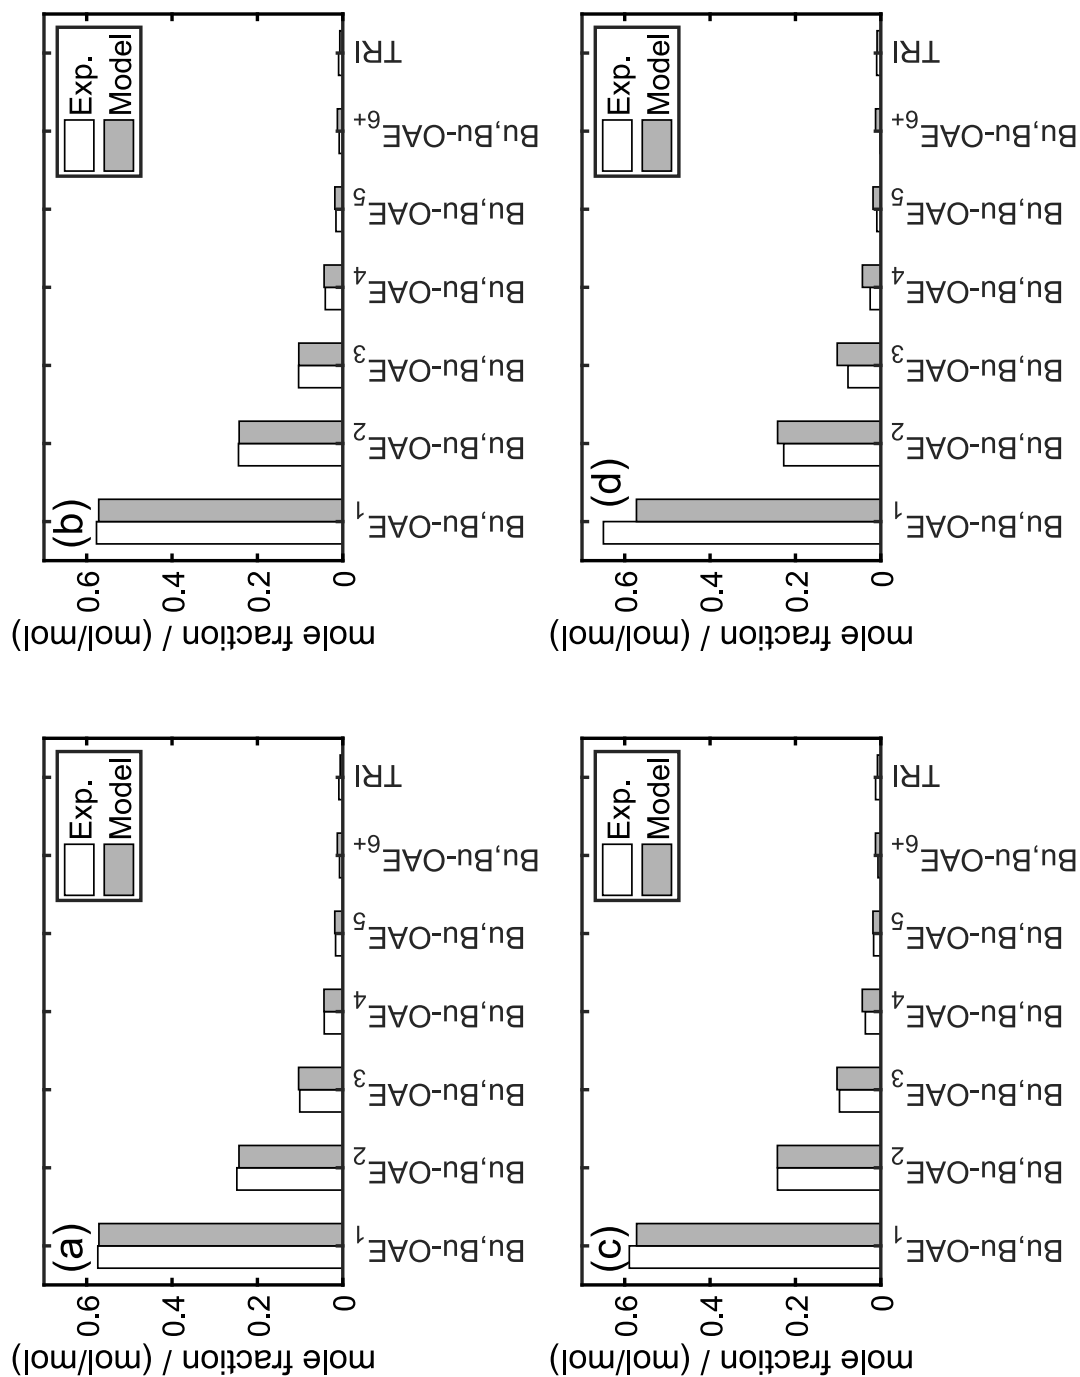 (a)
Exp.
Model
mole fraction / (mol/mol)
0.6
0.4
0.2
0
Bu,Bu-OAE1
Bu,Bu-OAE2
Bu,Bu-OAE3
Bu,Bu-OAE4
Bu,Bu-OAE5
Bu,Bu-OAE6+
TRI
(b)
Exp.
Model
mole fraction / (mol/mol)
0.6
0.4
0.2
0
Bu,Bu-OAE1
Bu,Bu-OAE2
Bu,Bu-OAE3
Bu,Bu-OAE4
Bu,Bu-OAE5
Bu,Bu-OAE6+
TRI
(c)
Exp.
Model
mole fraction / (mol/mol)
0.6
0.4
0.2
0
Bu,Bu-OAE1
Bu,Bu-OAE2
Bu,Bu-OAE3
Bu,Bu-OAE4
Bu,Bu-OAE5
Bu,Bu-OAE6+
TRI
(d)
Exp.
Model
mole fraction / (mol/mol)
0.6
0.4
0.2
0
Bu,Bu-OAE1
Bu,Bu-OAE2
Bu,Bu-OAE3
Bu,Bu-OAE4
Bu,Bu-OAE5
Bu,Bu-OAE6+
TRI